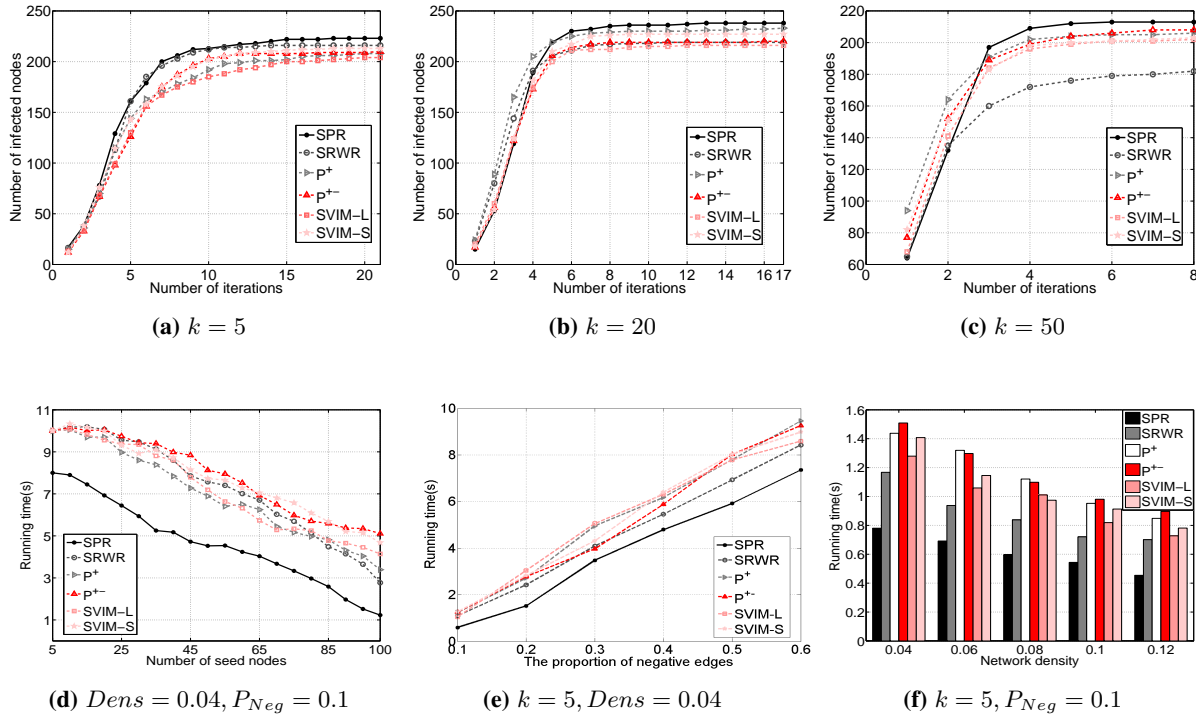 250
200
150
100
50
0
Number of infected nodes
SPR
SRWR
P+
P+−
SVIM−L
SVIM−S
0 5 10 15 20
Number of iterations
(a) k = 5
250
200
150
100
50
0
Number of infected nodes
SPR
SRWR
P+
P+−
SVIM−L
SVIM−S
0 1 2 3 4 5 6 7 8 10 12 14 16 17
Number of iterations
(b) k = 20
220
200
180
160
140
120
100
80
60
Number of infected nodes
SPR
SRWR
P+
P+−
SVIM−L
SVIM−S
0 2 4 6 8
Number of iterations
(c) k = 50
11
9
7
5
3
1
Running time(s)
SPR
SRWR
P+
P+−
SVIM−L
SVIM−S
5 25 45 65 85 100
Number of seed nodes
(d) Dens = 0.04, PNeg = 0.1
10
8
6
4
2
0
Running time(s)
SPR
SRWR
P+
P+−
SVIM−L
SVIM−S
0.1 0.2 0.3 0.4 0.5 0.6
The proportion of negative edges
(e) k = 5, Dens = 0.04
1.6
1.4
1.2
1
0.8
0.6
0.4
0.2
0
Running time(s)
SPR
SRWR
P+
P+−
SVIM−L
SVIM−S
0.04 0.06 0.08 0.1 0.12
Network density
(f) k = 5, PNeg = 0.1